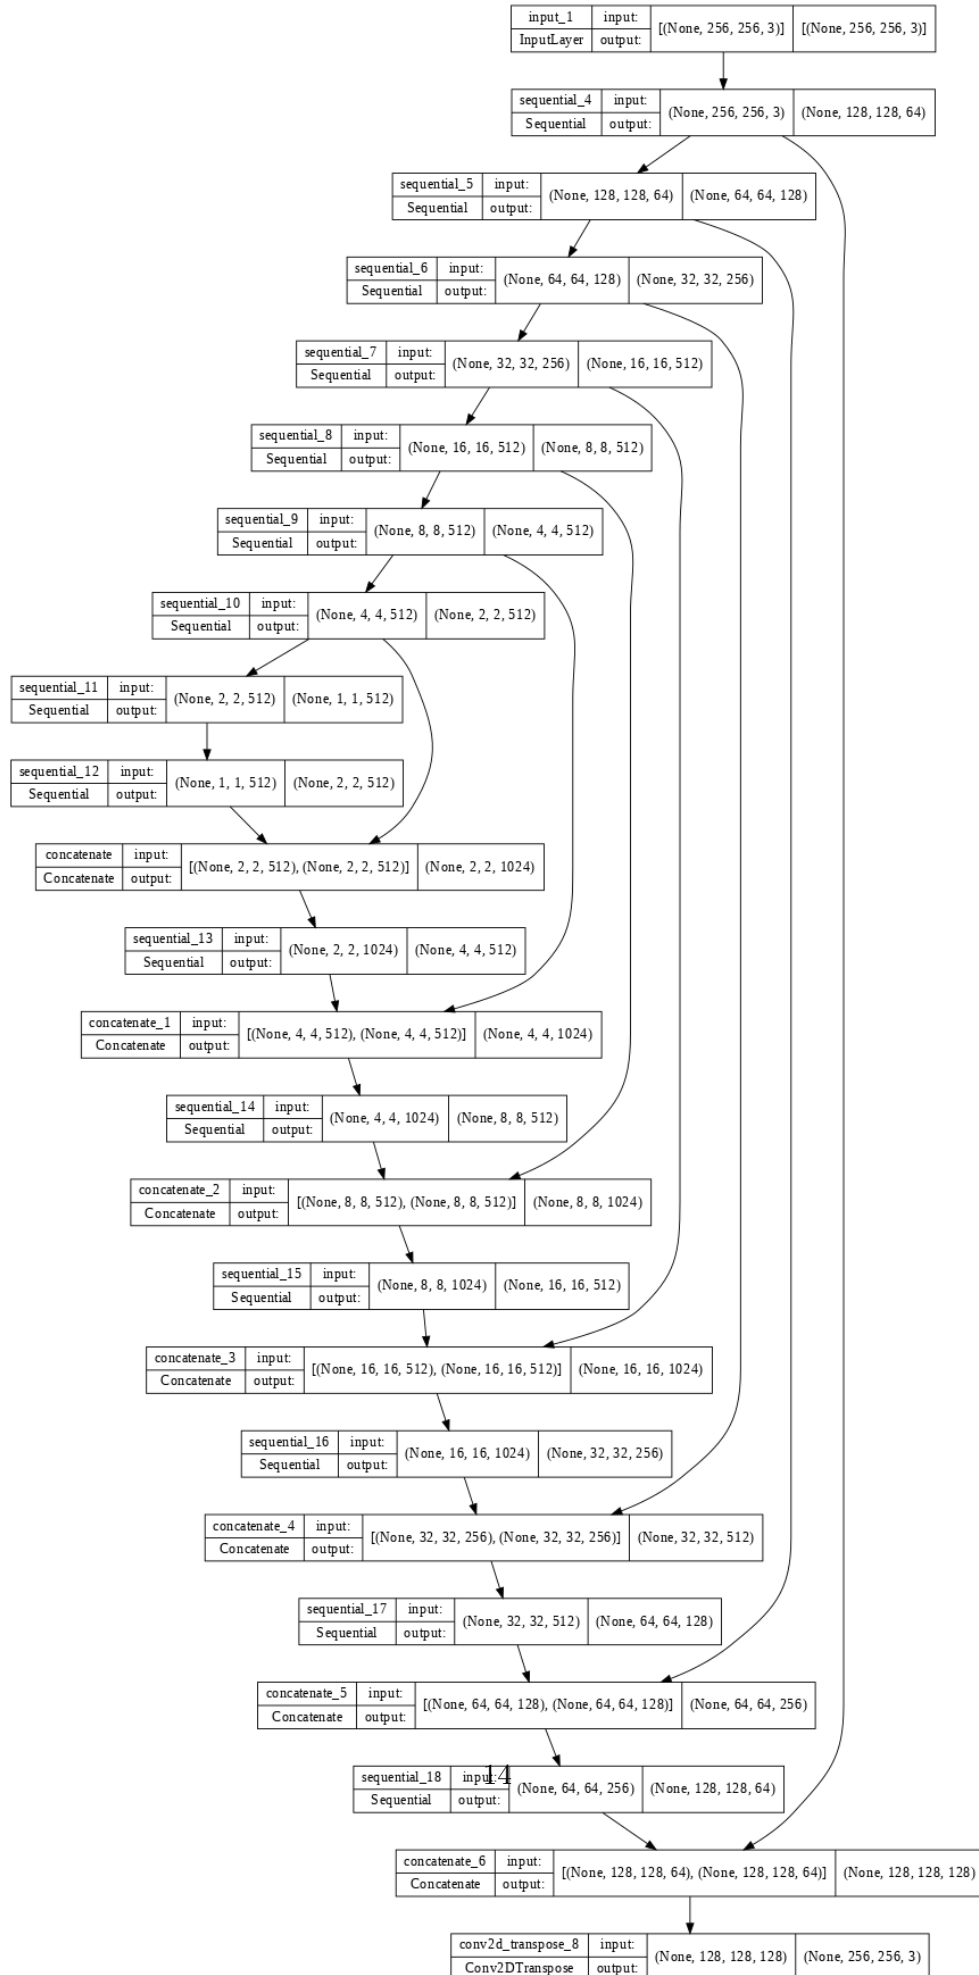 input_1 input: [(None, 256, 256, 3)] [(None, 256, 256, 3)]
InputLayer output:
sequential_4 input: (None, 256, 256, 3) (None, 128, 128, 64)
Sequential output:
sequential_5 input: (None, 128, 128, 64) (None, 64, 64, 128)
Sequential output:
sequential_6 input: (None, 64, 64, 128) (None, 32, 32, 256)
Sequential output:
sequential_7 input: (None, 32, 32, 256) (None, 16, 16, 512)
Sequential output:
sequential_8 input: (None, 16, 16, 512) (None, 8, 8, 512)
Sequential output:
sequential_9 input: (None, 8, 8, 512) (None, 4, 4, 512)
Sequential output:
sequential_10 input: (None, 4, 4, 512) (None, 2, 2, 512)
Sequential output:
sequential_11 input: (None, 2, 2, 512) (None, 1, 1, 512)
Sequential output:
sequential_12 input: (None, 1, 1, 512) (None, 2, 2, 512)
Sequential output:
concatenate input: [(None, 2, 2, 512), (None, 2, 2, 512)] (None, 2, 2, 1024)
Concatenate output:
sequential_13 input: (None, 2, 2, 1024) (None, 4, 4, 512)
Sequential output:
concatenate_1 input: [(None, 4, 4, 512), (None, 4, 4, 512)] (None, 4, 4, 1024)
Concatenate output:
sequential_14 input: (None, 4, 4, 1024) (None, 8, 8, 512)
Sequential output:
concatenate_2 input: [(None, 8, 8, 512), (None, 8, 8, 512)] (None, 8, 8, 1024)
Concatenate output:
sequential_15 input: (None, 8, 8, 1024) (None, 16, 16, 512)
Sequential output:
concatenate_3 input: [(None, 16, 16, 512), (None, 16, 16, 512)] (None, 16, 16, 1024)
Concatenate output:
sequential_16 input: (None, 16, 16, 1024) (None, 32, 32, 256)
Sequential output:
concatenate_4 input: [(None, 32, 32, 256), (None, 32, 32, 256)] (None, 32, 32, 512)
Concatenate output:
sequential_17 input: (None, 32, 32, 512) (None, 64, 64, 128)
Sequential output:
concatenate_5 input: [(None, 64, 64, 128), (None, 64, 64, 128)] (None, 64, 64, 256)
Concatenate output:
14
sequential_18 input: (None, 64, 64, 256) (None, 128, 128, 64)
Sequential output:
concatenate_6 input: [(None, 128, 128, 64), (None, 128, 128, 64)] (None, 128, 128, 128)
Concatenate output:
conv2d_transpose_8 input: (None, 128, 128, 128) (None, 256, 256, 3)
Conv2DTranspose output: